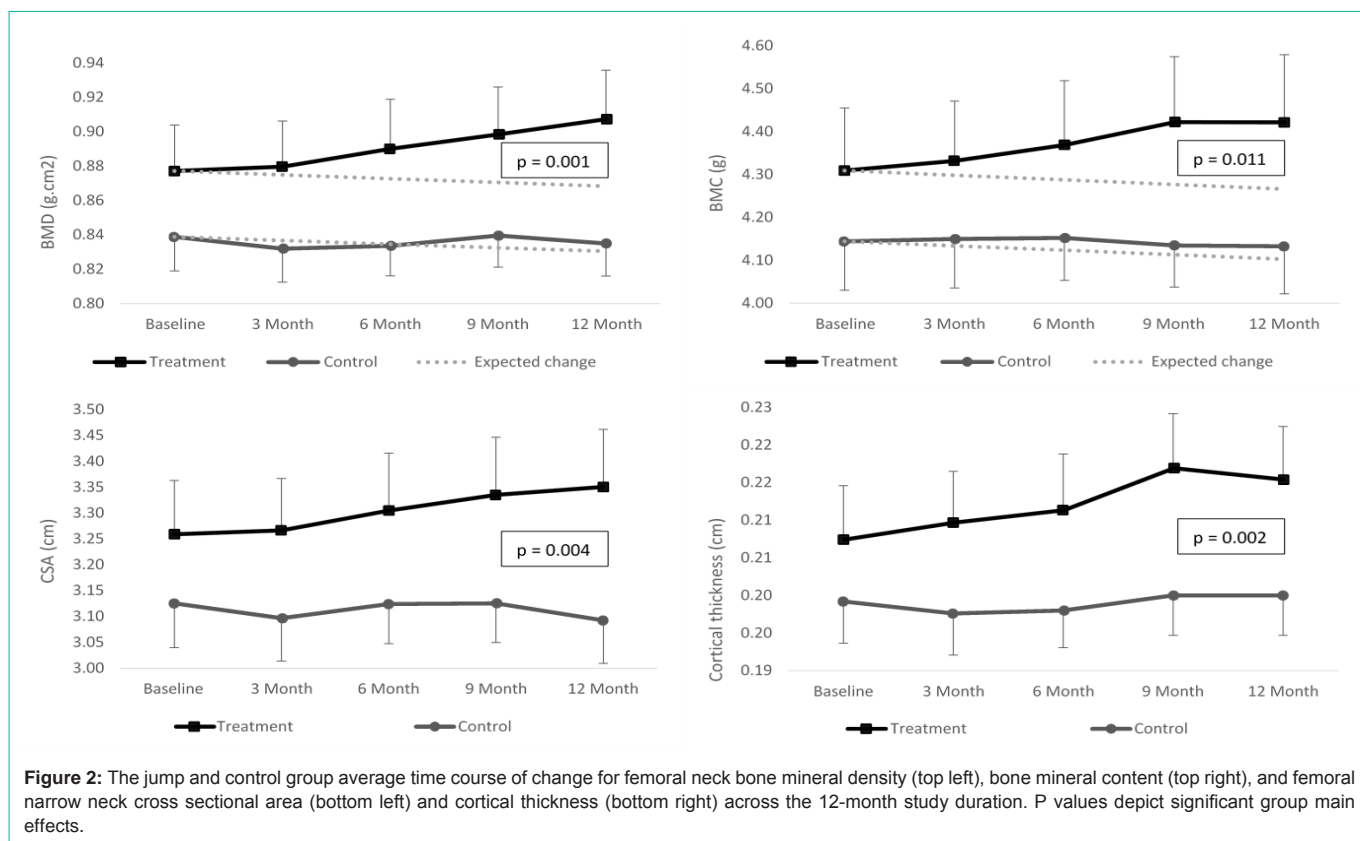 0.94
0.92
0.90
0.88
0.86
0.84
0.82
0.80
BMD (g.cm2)
p = 0.001
Baseline 3 Month 6 Month 9 Month 12 Month
Treatment Control Expected change
4.60
4.50
4.40
4.30
4.20
4.10
4.00
BMC (g)
p = 0.011
Baseline 3 Month 6 Month 9 Month 12 Month
Treatment Control Expected change
3.50
3.45
3.40
3.35
3.30
3.25
3.20
3.15
3.10
3.05
3.00
CSA (cm)
p = 0.004
Baseline 3 Month 6 Month 9 Month 12 Month
Treatment Control
0.23
0.22
0.22
0.21
0.21
0.20
0.20
0.19
Cortical thickness (cm)
p = 0.002
Baseline 3 Month 6 Month 9 Month 12 Month
Treatment Control
Figure 2: The jump and control group average time course of change for femoral neck bone mineral density (top left), bone mineral content (top right), and femoral
narrow neck cross sectional area (bottom left) and cortical thickness (bottom right) across the 12-month study duration. P values depict significant group main
effects.